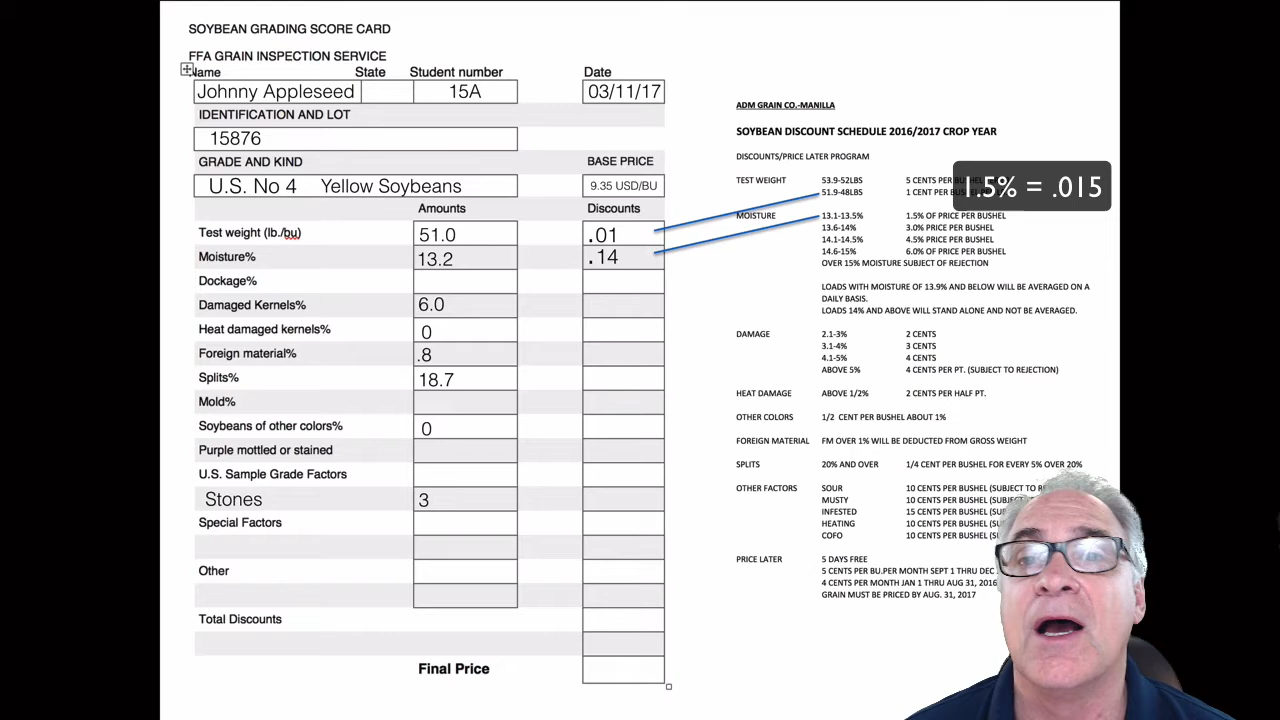 SOYBEAN GRADING SCORE CARD
FFA GRAIN INSPECTION SERVICE
Name State Student number Date
Johnny Appleseed 15A 03/11/17
IDENTIFICATION AND LOT
15876
GRADE AND KIND BASE PRICE
U.S. No 4 Yellow Soybeans 9.35 USD/BU
Amounts Discounts
Test weight (lb./bu) 51.0 .01
Moisture% 13.2 .14
Dockage%
Damaged Kernels% 6.0
Heat damaged kernels% 0
Foreign material% .8
Splits% 18.7
Mold%
Soybeans of other colors% 0
Purple mottled or stained
U.S. Sample Grade Factors
Stones 3
Special Factors
Other
Total Discounts
Final Price
ADM GRAIN CO.-MANILLA
SOYBEAN DISCOUNT SCHEDULE 2016/2017 CROP YEAR
DISCOUNTS/PRICE LATER PROGRAM
TEST WEIGHT 53.9-52LBS 5 CENTS PER
51.9-48LBS 1 CENT PER
1.5% = .015
MOISTURE 13.1-13.5% 1.5% OF PRICE PER BUSHEL
13.6-14% 3.0% PER BUSHEL
14.1-14.5% 4.5% PER BUSHEL
14.6-15% 6.0% OF PRICE PER BUSHEL
OVER 15% MOISTURE SUBJECT OF REJECTION
LOADS WITH MOISTURE OF 13.9% AND BELOW WILL BE AVERAGED ON A
DAILY BASIS.
LOADS 14% AND ABOVE WILL STAND ALONE AND NOT BE AVERAGED.
DAMAGE 2.1-3% 2 CENTS
3.1-4% 3 CENTS
4.1-5% 4 CENTS
ABOVE 5% 4 CENTS PER PT. (SUBJECT TO REJECTION)
HEAT DAMAGE ABOVE 1/2% 2 CENTS PER HALF PT.
OTHER COLORS 1/2 CENT PER BUSHEL ABOUT 1%
FOREIGN MATERIAL FM OVER 1% WILL BE DEDUCTED FROM GROSS WEIGHT
SPLITS 20% AND OVER 1/4 CENT PER BUSHEL FOR EVERY 5% OVER 20%
OTHER FACTORS SOUR 10 CENTS PER BUSHEL (SUBJECT TO
MUSTY 10 CENTS PER BUSHEL
INFESTED 15 CENTS PER BUSHEL
HEATING 10 CENTS PER BUSHEL
COFO 10 CENTS PER BUSHEL
PRICE LATER 5 DAYS FREE
5 CENTS PER BU.PER MONTH SEPT 1 THRU DEC
4 CENTS PER MONTH JAN 1 THRU AUG 31, 2016
GRAIN MUST BE PRICED BY AUG. 31, 2017